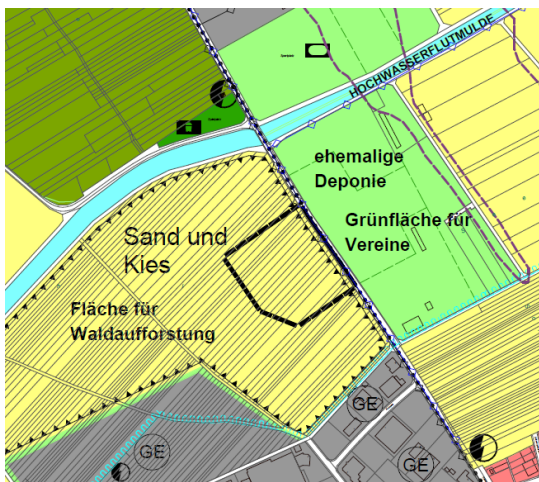 HOCHWASSERFLUTMULDE
ehemalige
Deponie
Grünfläche für
Vereine
Sand und
Kies
Fläche für
Waldaufforstung
GE
GE
GE